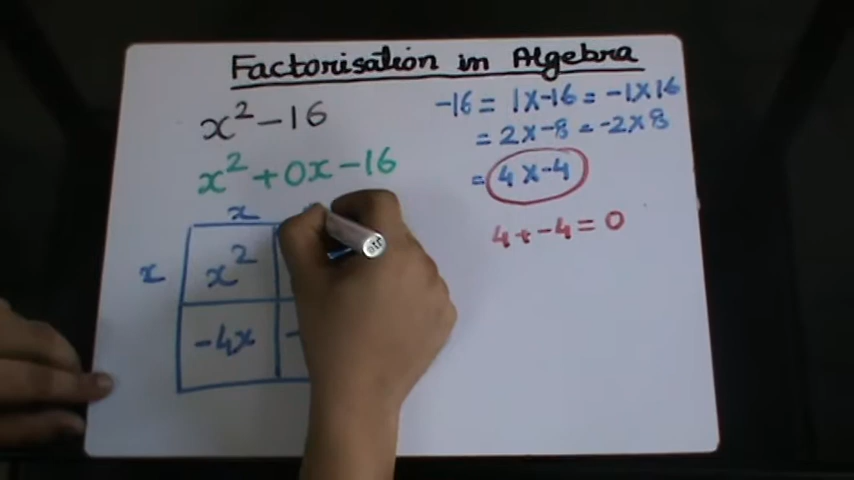 Factorisation in Algebra
x² - 16
-16 = 1 x -16 = -1 x 16
= 2 x -8 = -2 x 8
x² + 0x - 16
= 4 x -4
4 + -4 = 0
x
x
x²
-4x
-